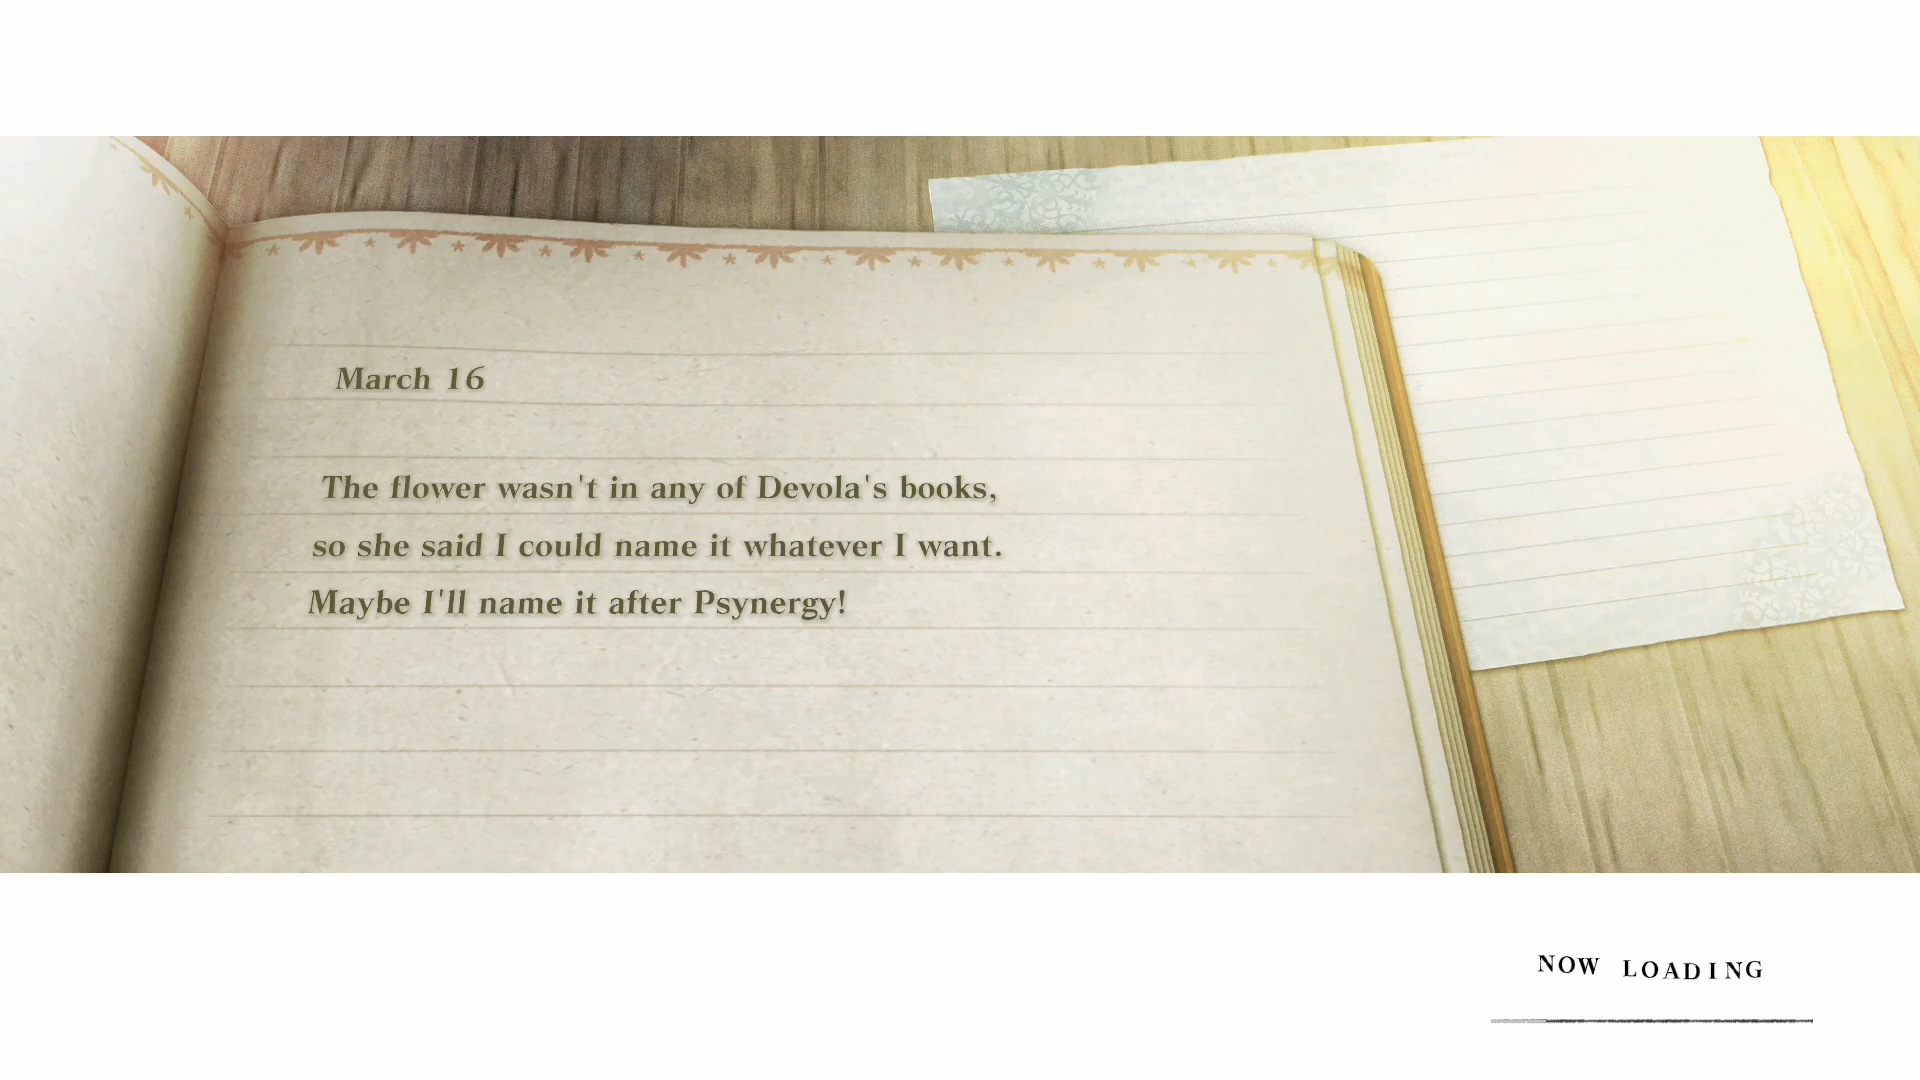 March 16
The flower wasn't in any of Devola's books,
so she said I could name it whatever I want.
Maybe I'll name it after Psynergy!
NOW LOADING